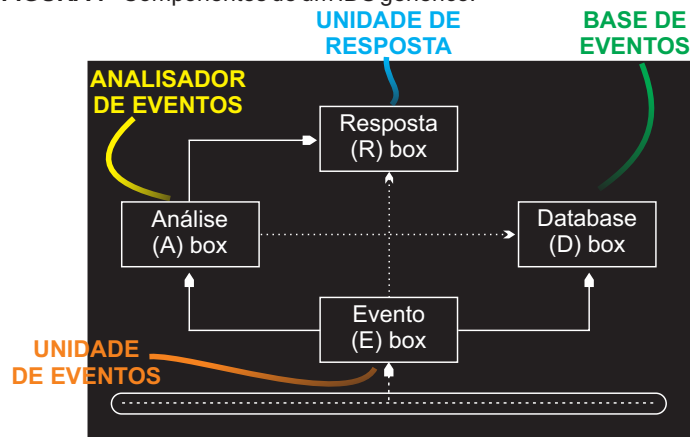 UNIDADE DE
RESPOSTA
BASE DE
EVENTOS
ANALISADOR
DE EVENTOS
Resposta
(R) box
Análise
(A) box
Database
(D) box
Evento
(E) box
UNIDADE
DE EVENTOS